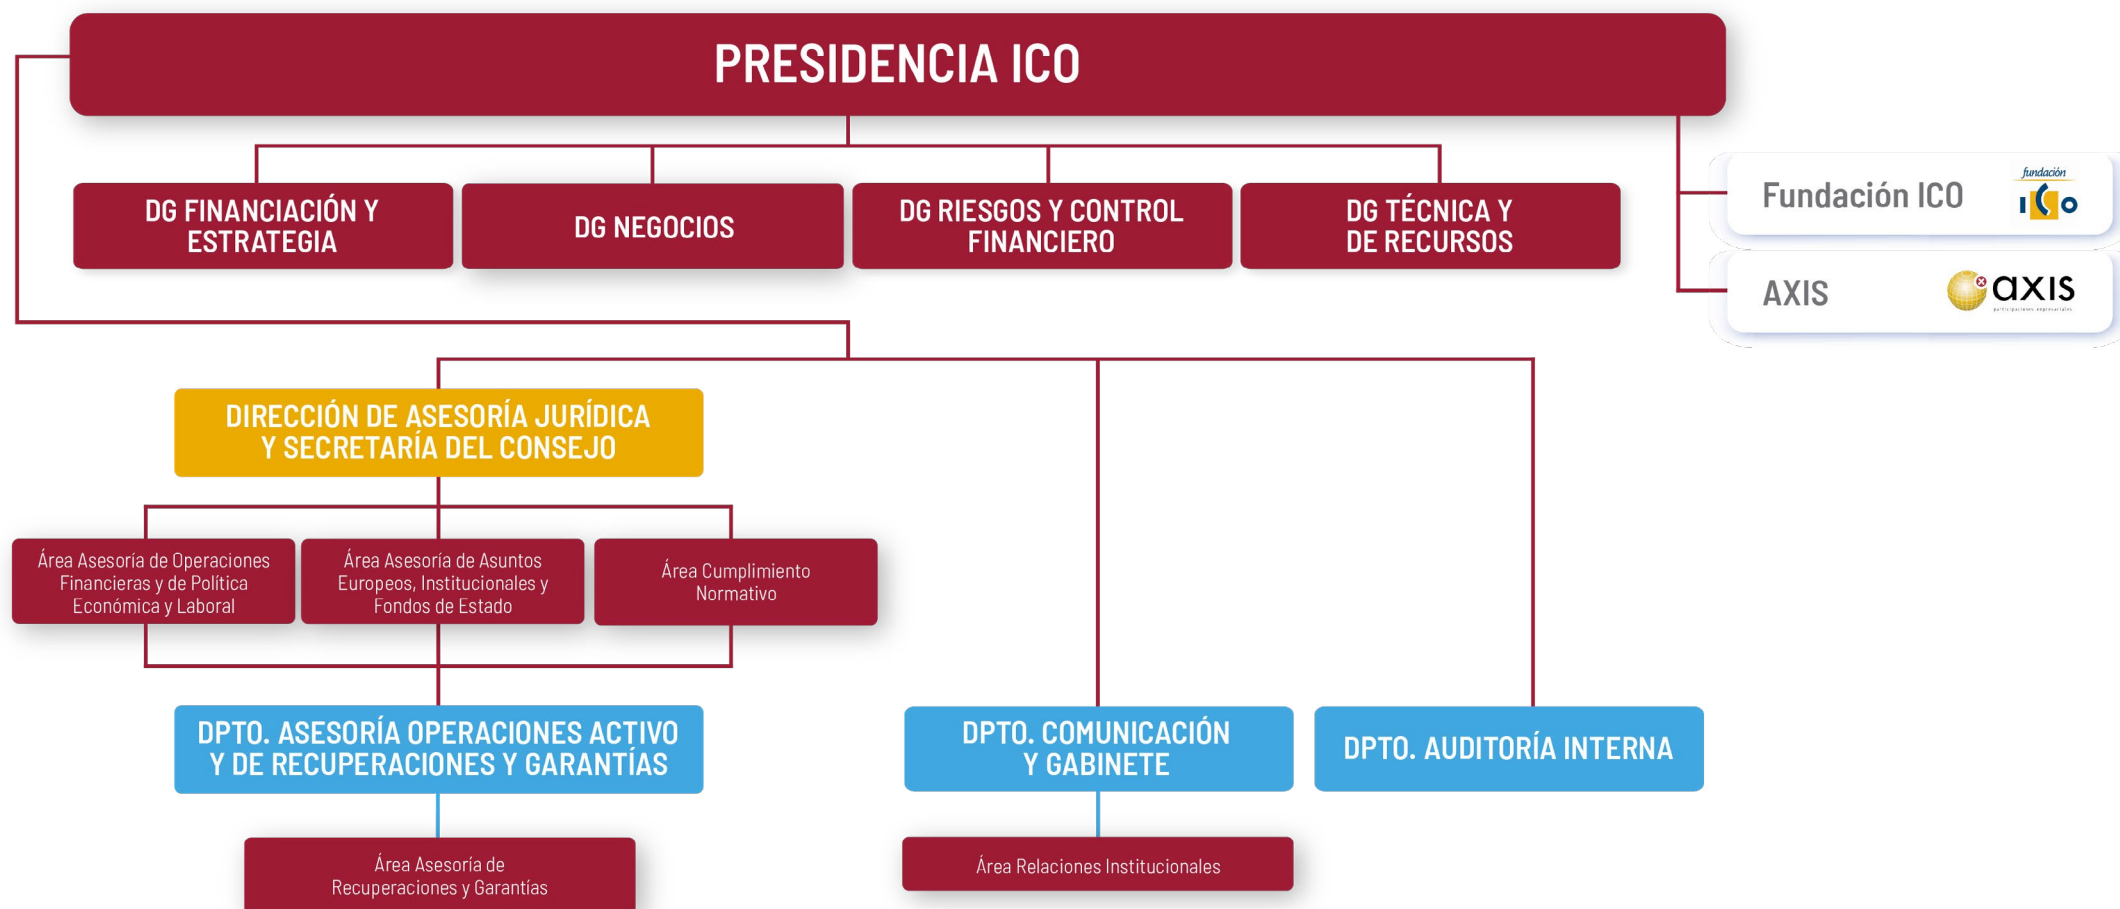 PRESIDENCIA ICO
DG FINANCIACIÓN Y
ESTRATEGIA
DG NEGOCIOS
DG RIESGOS Y CONTROL
FINANCIERO
DG TÉCNICA Y
DE RECURSOS
Fundación ICO
fundación
ICO
AXIS
axis
participaciones empresariales
DIRECCIÓN DE ASESORÍA JURÍDICA
Y SECRETARÍA DEL CONSEJO
Área Asesoría de Operaciones
Financieras y de Política
Económica y Laboral
Área Asesoría de Asuntos
Europeos, Institucionales y
Fondos de Estado
Área Cumplimiento
Normativo
DPTO. ASESORÍA OPERACIONES ACTIVO
Y DE RECUPERACIONES Y GARANTÍAS
DPTO. COMUNICACIÓN
Y GABINETE
DPTO. AUDITORÍA INTERNA
Área Asesoría de
Recuperaciones y Garantías
Área Relaciones Institucionales